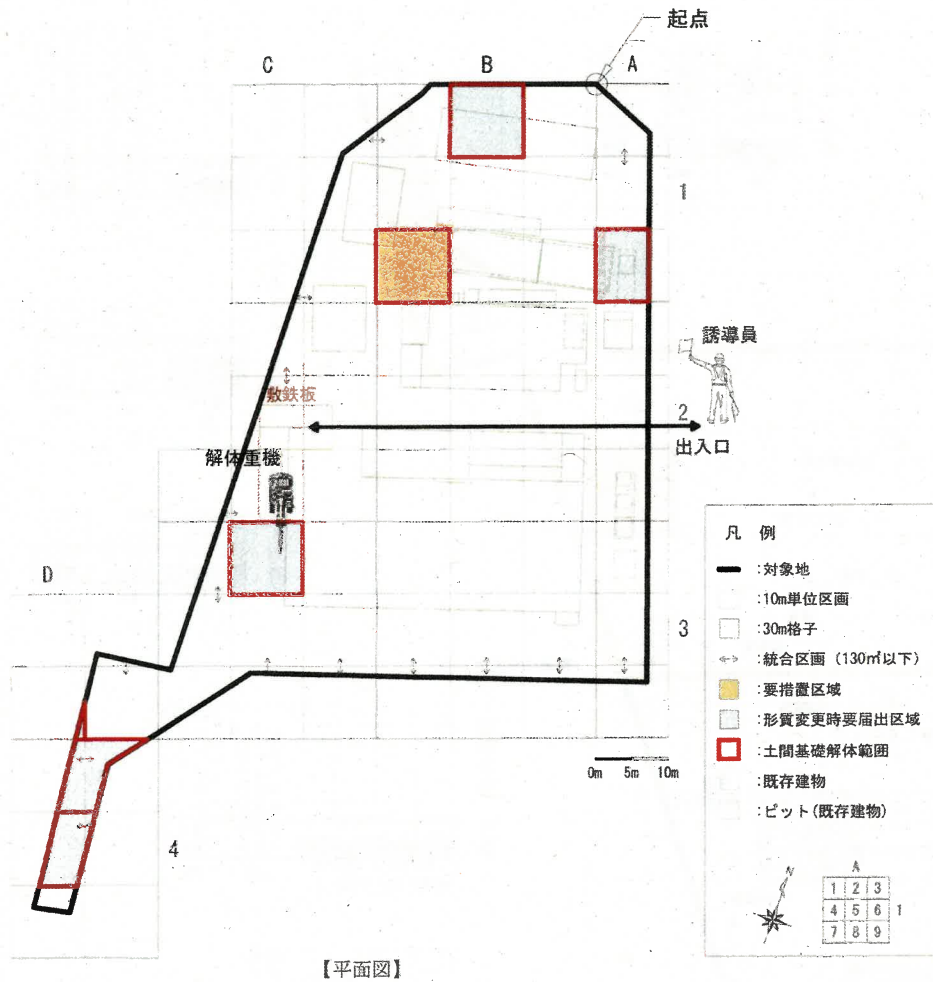 起点
C
B
A
1
誘導員
敷鉄板
2
出入口
解体重機
凡 例
:対象地
D
:10m単位区画
:30m格子
3
:統合区画（130㎡以下）
:要措置区域
:形質変更時要届出区域
:土間基礎解体範囲
0m 5m 10m
:既存建物
:ピット(既存建物)
4
N
A
1 2 3
4 5 6 1
7 8 9
【平面図】